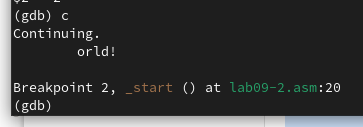 (gdb) c
Continuing.
        orld!
Breakpoint 2, _start () at lab09-2.asm:20
(gdb)